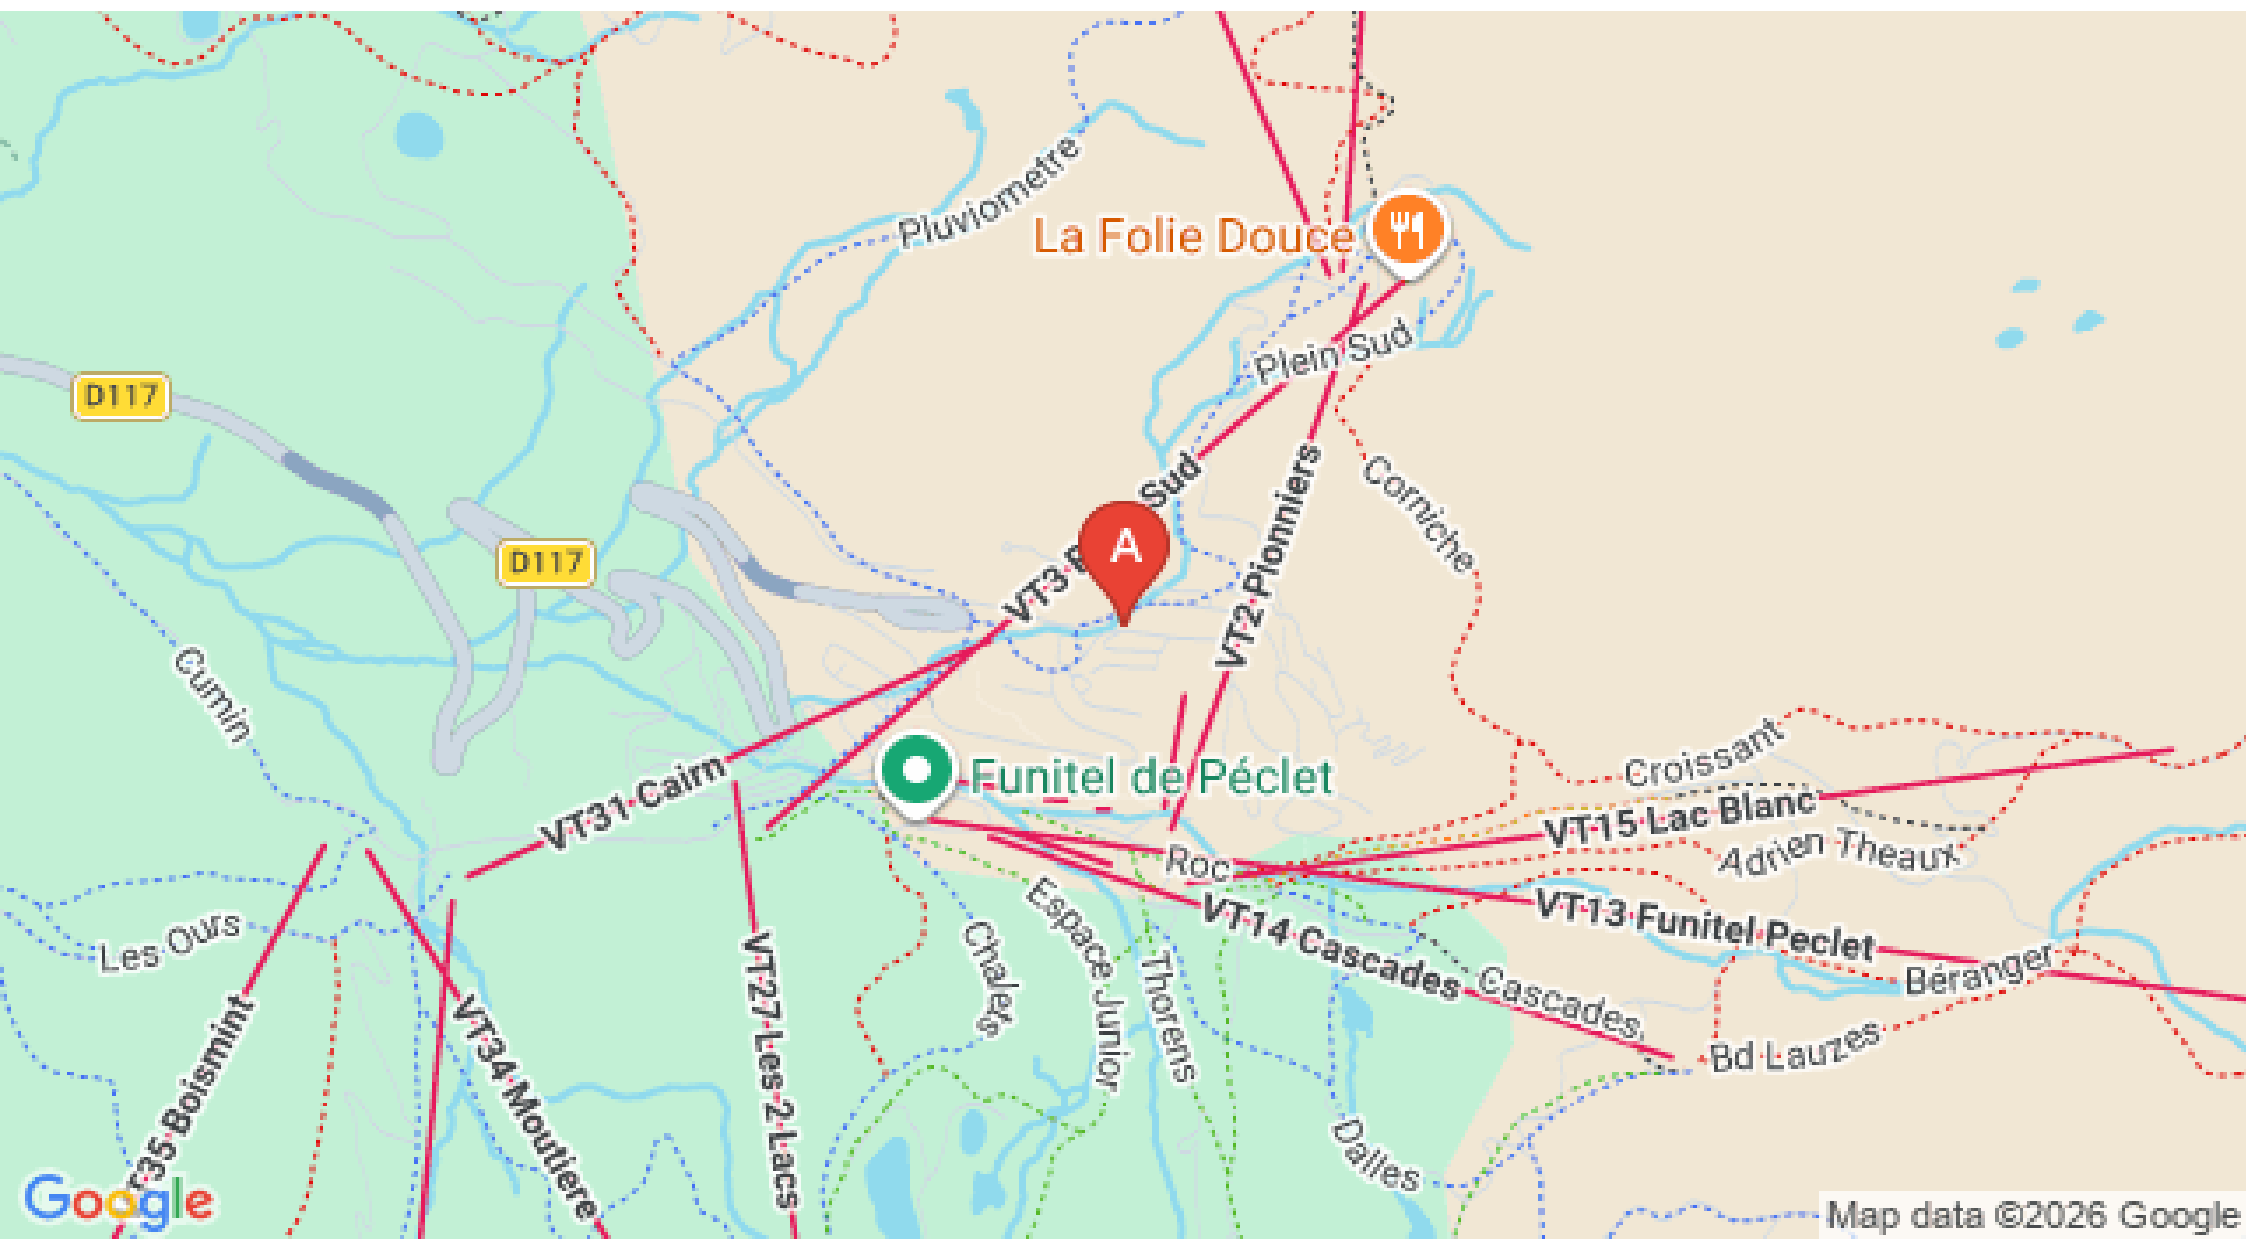 Pluviometre
La Folie Douce
Plein Sud
D117
Sud
Corniche
VT2 Pionniers
A
D117
VT3
Cumin
Funitel de Péclet
Croissant
VT31 Cairn
VT15 Lac Blanc
Adrien Theaux
Roc
VT13 Funitel Peclet
VT14 Cascades
Les Ours
Espace Junior
Chalets
Thorens
Cascades
Béranger
Bd Lauzes
VT27 Les 2 Lacs
VT34 Moutiere
T35 Boismint
Dalles
Google
Map data ©2026 Google